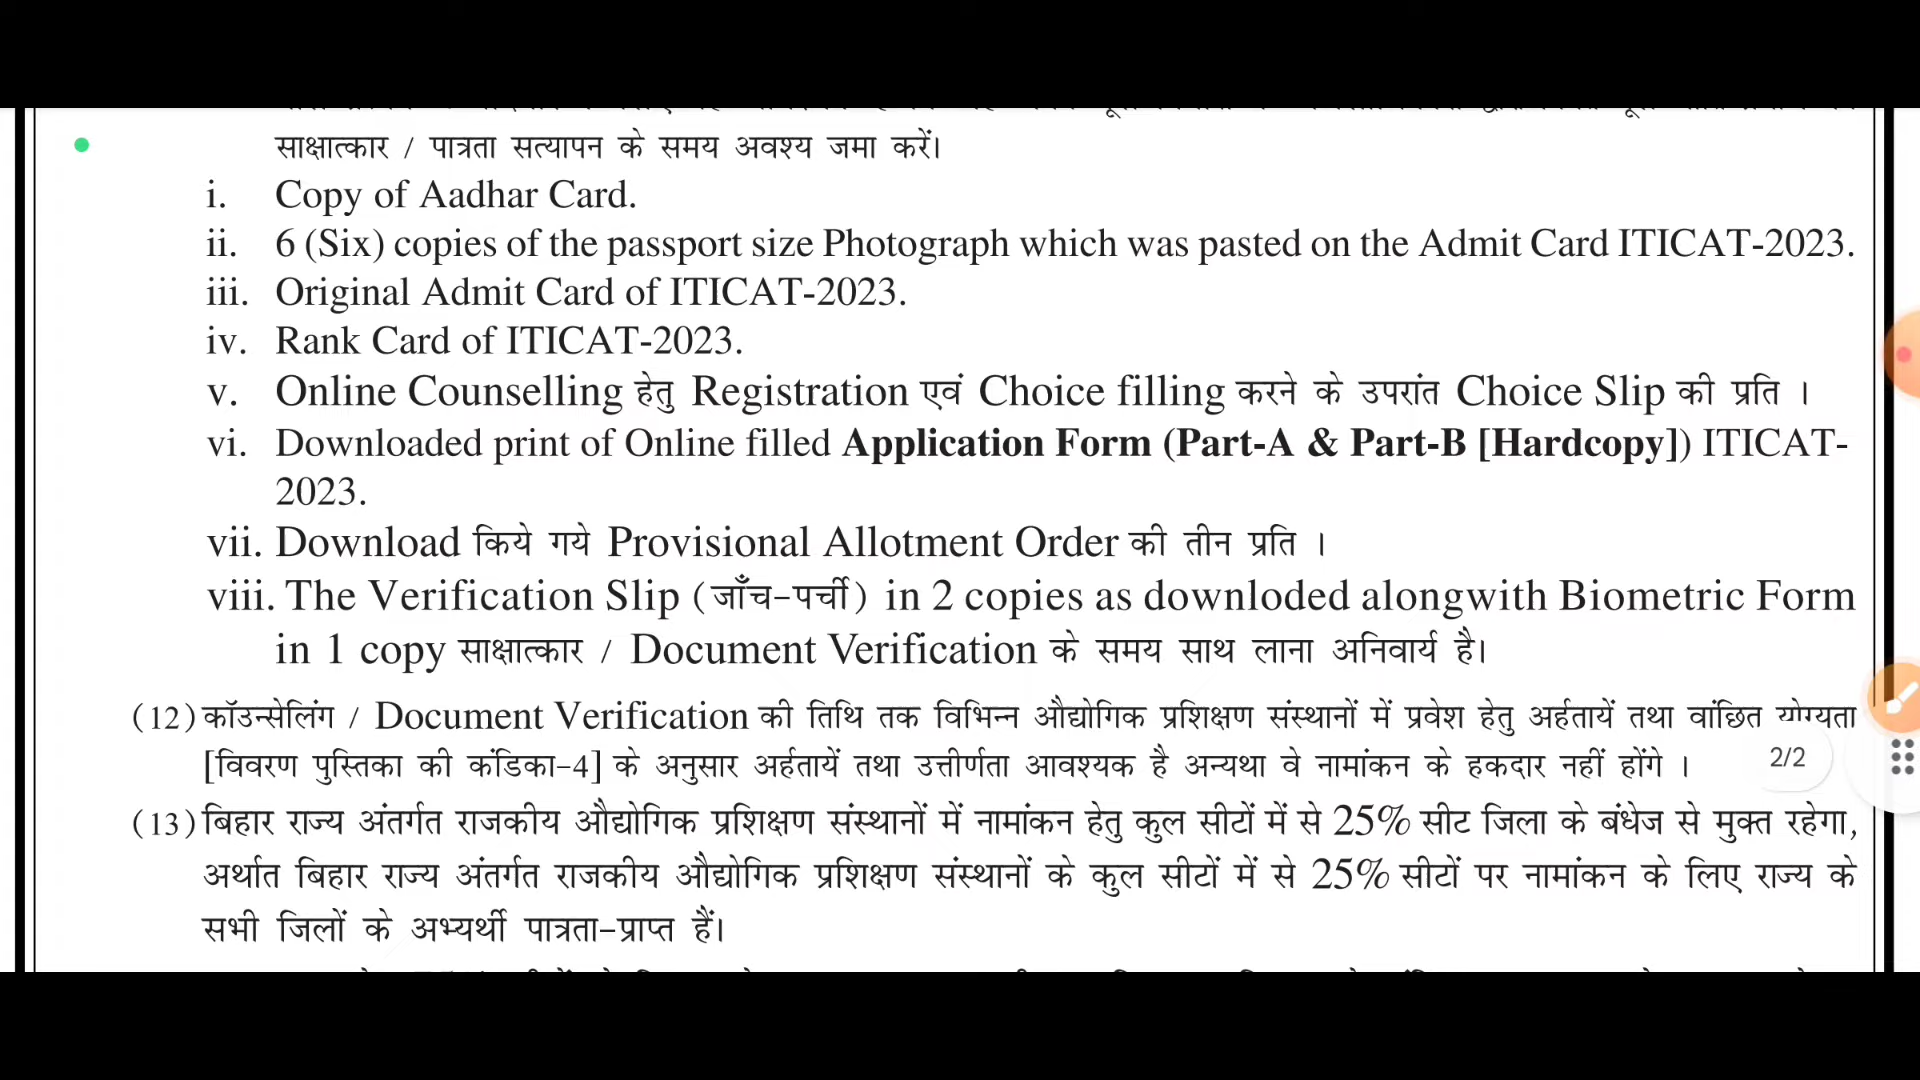 साक्षात्कार / पात्रता सत्यापन के समय अवश्य जमा करें।
i. Copy of Aadhar Card.
ii. 6 (Six) copies of the passport size Photograph which was pasted on the Admit Card ITICAT-2023.
iii. Original Admit Card of ITICAT-2023.
iv. Rank Card of ITICAT-2023.
v. Online Counselling हेतु Registration एवं Choice filling करने के उपरांत Choice Slip की प्रति ।
vi. Downloaded print of Online filled Application Form (Part-A & Part-B [Hardcopy]) ITICAT-
2023.
vii. Download किये गये Provisional Allotment Order की तीन प्रति ।
viii. The Verification Slip (जाँच-पर्ची) in 2 copies as downloded alongwith Biometric Form
in 1 copy साक्षात्कार / Document Verification के समय साथ लाना अनिवार्य है।
(12) कॉउन्सेलिंग / Document Verification की तिथि तक विभिन्न औद्योगिक प्रशिक्षण संस्थानों में प्रवेश हेतु अर्हतायें तथा वांछित योग्यता
[विवरण पुस्तिका की कंडिका-4] के अनुसार अर्हतायें तथा उत्तीर्णता आवश्यक है अन्यथा वे नामांकन के हकदार नहीं होंगे ।
2/2
(13) बिहार राज्य अंतर्गत राजकीय औद्योगिक प्रशिक्षण संस्थानों में नामांकन हेतु कुल सीटों में से 25% सीट जिला के बंधेज से मुक्त रहेगा,
अर्थात बिहार राज्य अंतर्गत राजकीय औद्योगिक प्रशिक्षण संस्थानों के कुल सीटों में से 25% सीटों पर नामांकन के लिए राज्य के
सभी जिलों के अभ्यर्थी पात्रता-प्राप्त हैं।